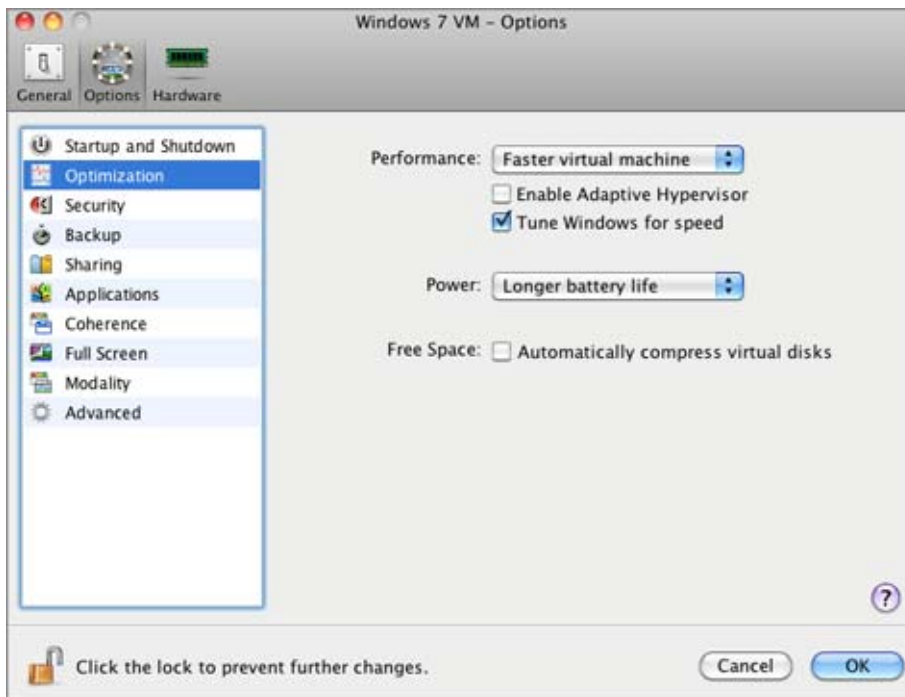 Windows 7 VM – Options
General Options Hardware
Startup and Shutdown
Optimization
Security
Backup
Sharing
Applications
Coherence
Full Screen
Modality
Advanced
Performance: Faster virtual machine
Enable Adaptive Hypervisor
Tune Windows for speed
Power: Longer battery life
Free Space: Automatically compress virtual disks
?
Click the lock to prevent further changes.
Cancel OK